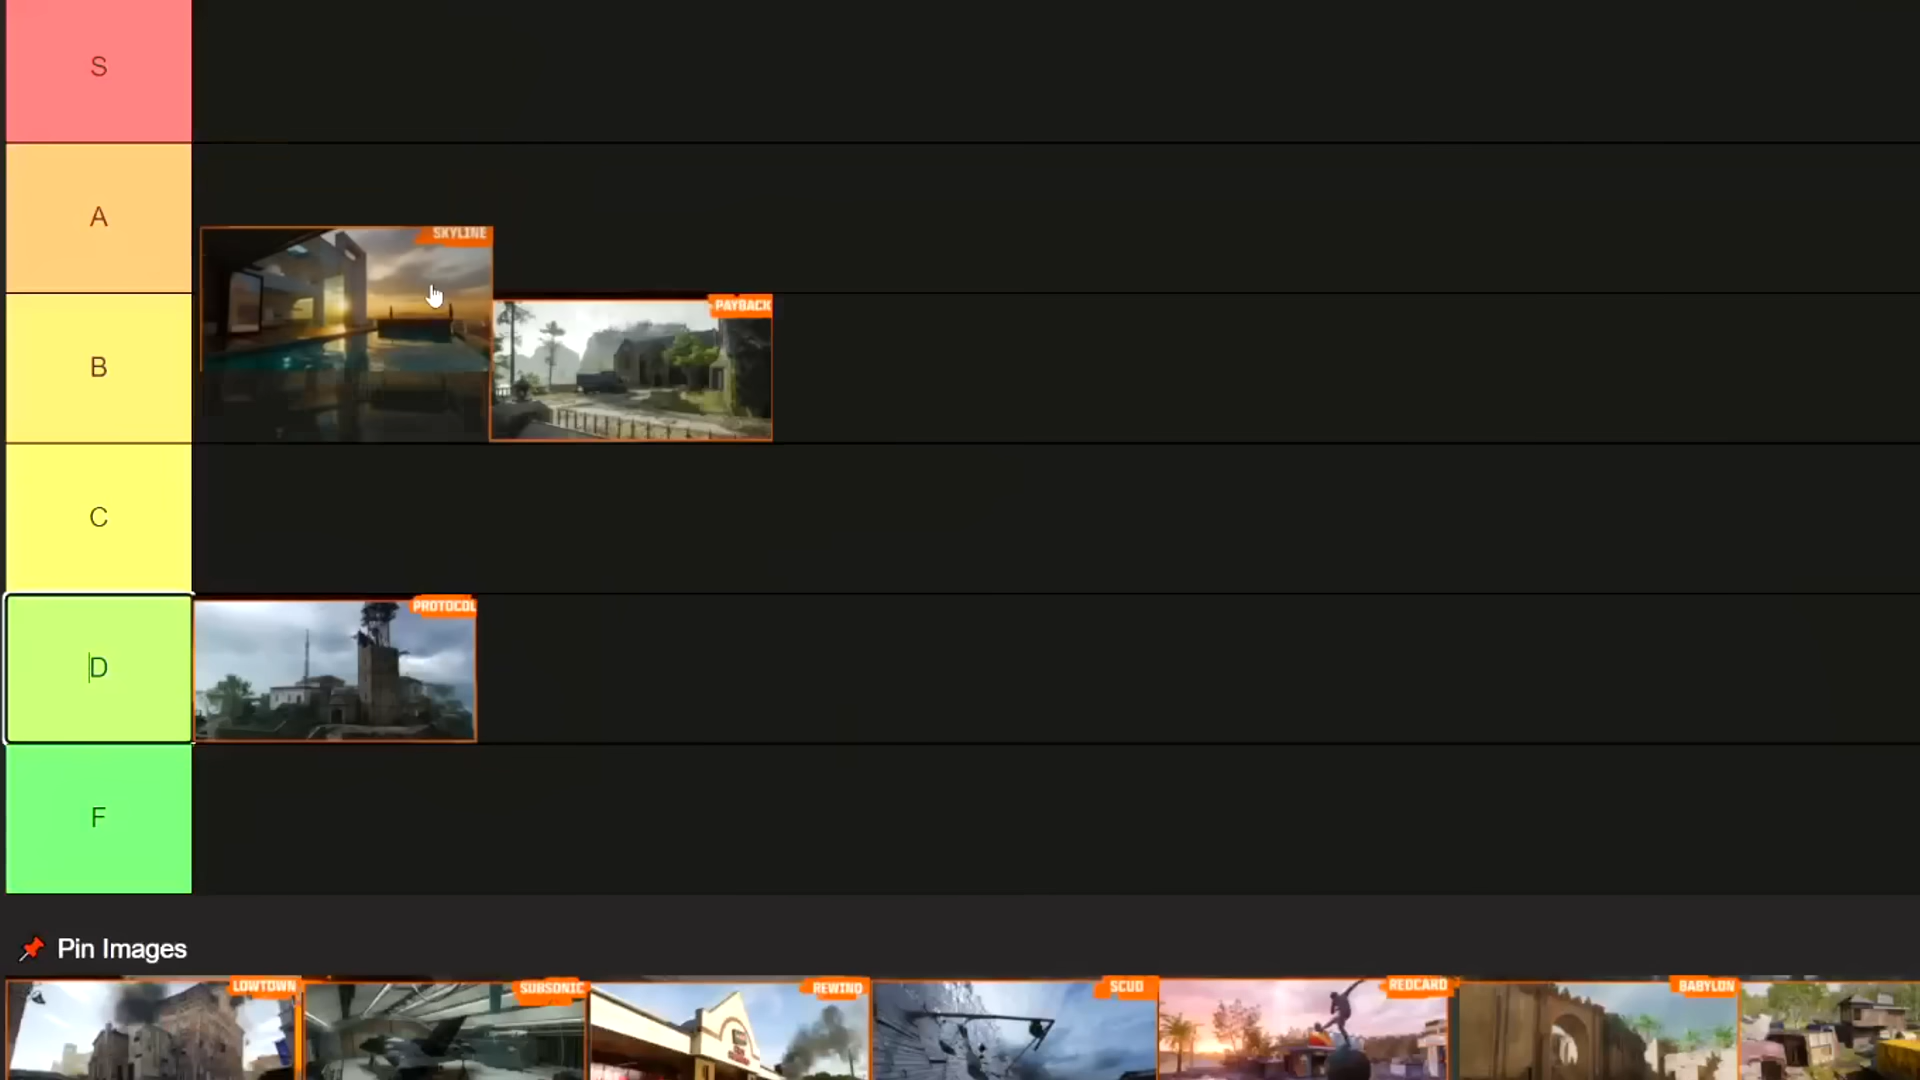 S
A
SKYLINE
B
PAYBACK
C
D
PROTOCOL
F
Pin Images
LOWTOWN
SUBSONIC
REWIND
SCUD
REDCARD
BABYLON